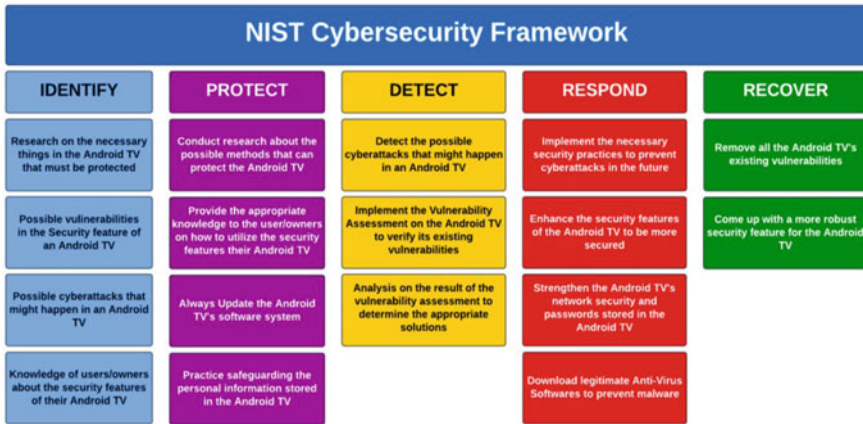 NIST Cybersecurity Framework
IDENTIFY
Research on the necessary
things in the Android TV
that must be protected
Possible vulinerabilities
in the Security feature of
an Android TV
Possible cyberattacks that
might happen in an Android
TV
Knowledge of users/owners
about the security features
of their Android TV
PROTECT
Conduct research about the
possible methods that can
protect the Android TV
Provide the appropriate
knowledge to the user/owners
on how to utilize the security
features their Android TV
Always Update the Android
TV's software system
Practice safeguarding the
personal information stored
in the Android TV
DETECT
Detect the possible
cyberattacks that might happen
in an Android TV
Implement the Vulnerability
Assessment on the Android TV
to verify its existing
vulnerabilities
Analysis on the result of the
vulnerability assessment to
determine the appropriate
solutions
RESPOND
Implement the necessary
security practices to prevent
cyberattacks in the future
Enhance the security features
of the Android TV to be more
secured
Strengthen the Android TV's
network security and
passwords stored in the
Android TV
Download legitimate Anti-Virus
Softwares to prevent malware
RECOVER
Remove all the Android TV's
existing vulnerabilities
Come up with a more robust
security feature for the Android
TV